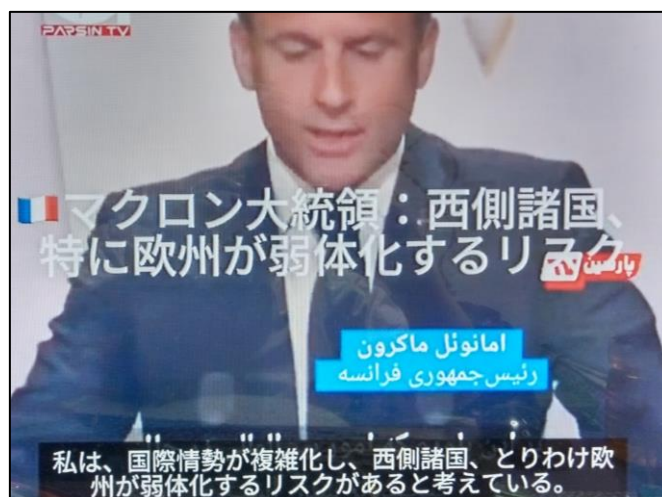 PARSIN TV
🇫🇷マクロン大統領：西側諸国、
特に欧州が弱体化するリスク
پارسین
امانوئل ماکرون
رئیس‌جمهوری فرانسه
私は、国際情勢が複雑化し、西側諸国、とりわけ欧
州が弱体化するリスクがあると考えている。